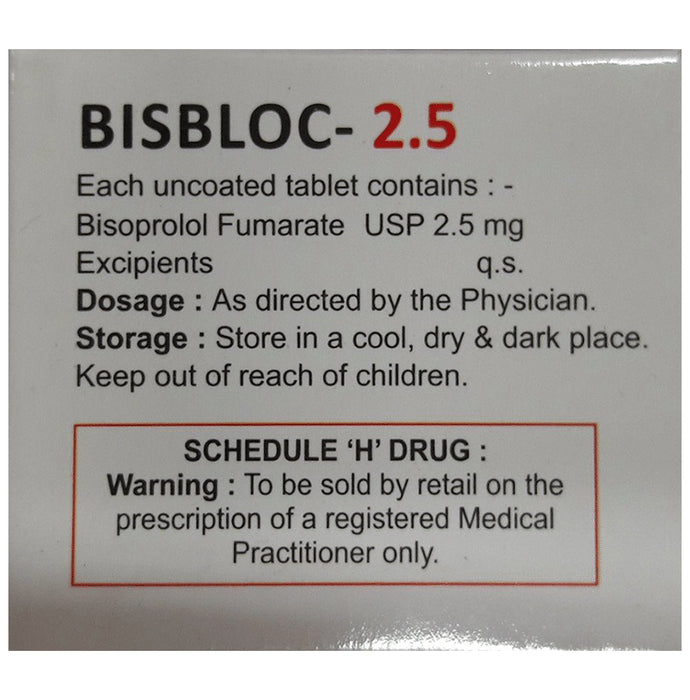 BISBLOC- 2.5
Each uncoated tablet contains : -
Bisoprolol Fumarate USP 2.5 mg
Excipients q.s.
Dosage : As directed by the Physician.
Storage : Store in a cool, dry & dark place.
Keep out of reach of children.
SCHEDULE ‘H’ DRUG :
Warning : To be sold by retail on the
prescription of a registered Medical
Practitioner only.